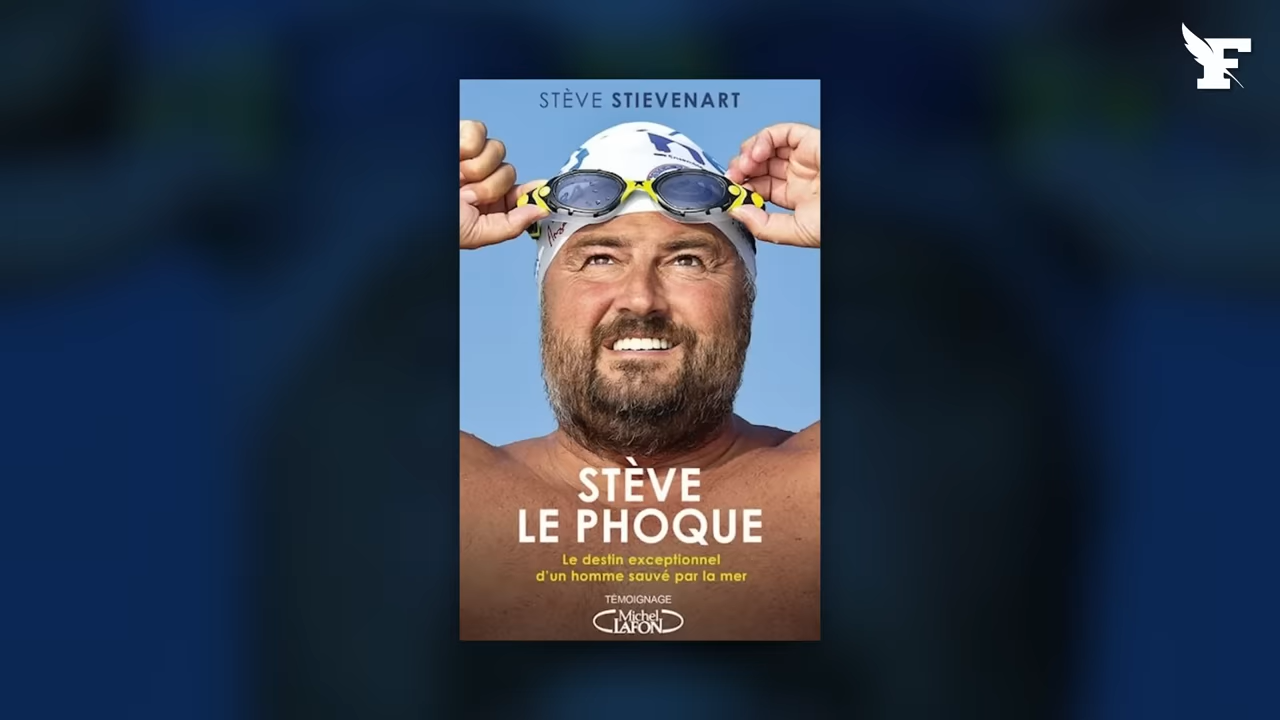 F
STÈVE STIEVENART
STÈVE
LE PHOQUE
Le destin exceptionnel
d'un homme sauvé par la mer
TÉMOIGNAGE
Michel
LAFON